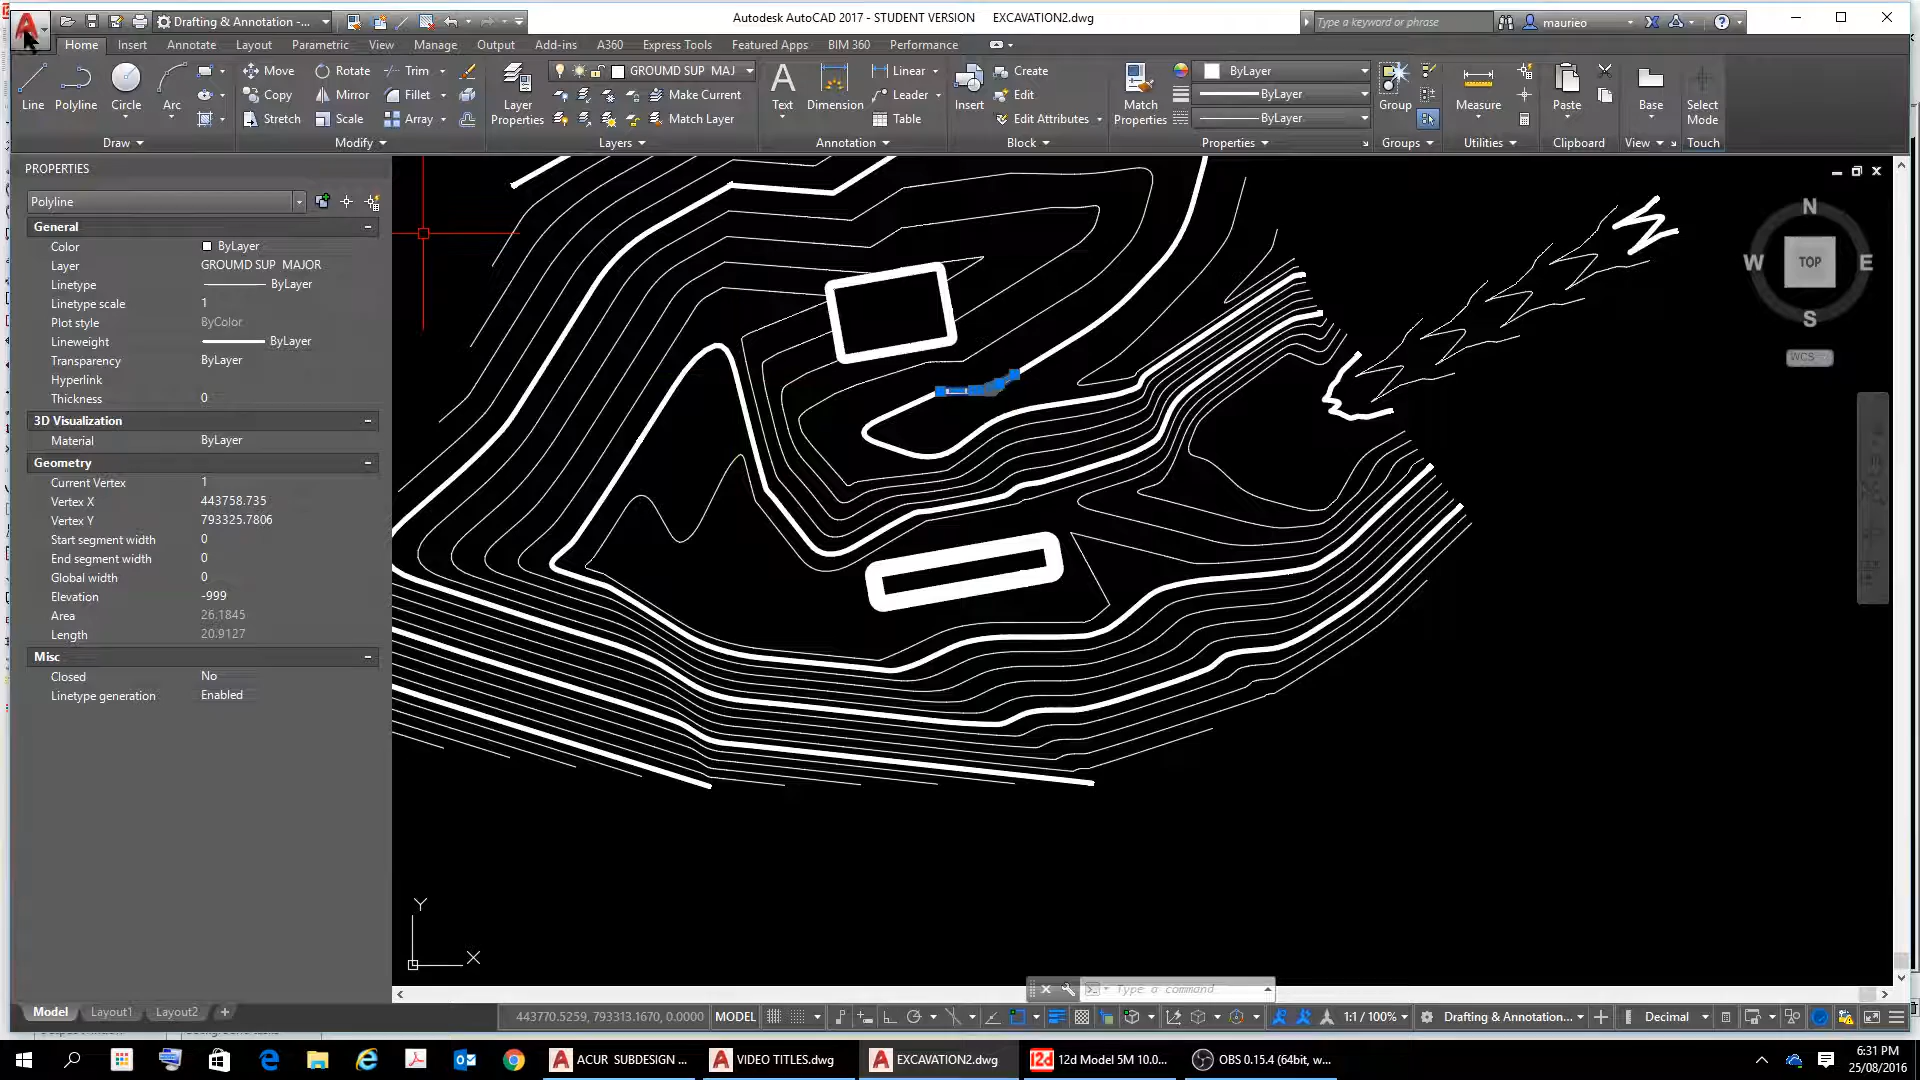 Drafting & Annotation -...
Autodesk AutoCAD 2017 - STUDENT VERSION EXCAVATION2.dwg
Type a keyword or phrase
maurieo
Home Insert Annotate Layout Parametric View Manage Output Add-ins A360 Express Tools Featured Apps BIM 360 Performance
Line Polyline Circle Arc
Move Rotate Trim
Copy Mirror Fillet
Stretch Scale Array
Layer Properties
GROUMD SUP MAJ
Make Current
Match Layer
Text Dimension
Linear
Leader
Table
Insert
Create
Edit
Edit Attributes
Match Properties
ByLayer
ByLayer
ByLayer
Group
Measure
Paste
Base
Select Mode
Draw Modify Layers Annotation Block Properties Groups Utilities Clipboard View Touch
PROPERTIES
Polyline
General
Color ByLayer
Layer GROUMD SUP MAJOR
Linetype ByLayer
Linetype scale 1
Plot style ByColor
Lineweight ByLayer
Transparency ByLayer
Hyperlink
Thickness 0
3D Visualization
Material ByLayer
Geometry
Current Vertex 1
Vertex X 443758.735
Vertex Y 793325.7806
Start segment width 0
End segment width 0
Global width 0
Elevation -999
Area 26.1845
Length 20.9127
Misc
Closed No
Linetype generation Enabled
N
W TOP E
S
WCS
Y
X
Type a command
Model Layout1 Layout2
443770.5259, 793313.1670, 0.0000 MODEL 1:1 / 100% Drafting & Annotation... Decimal
ACUR SUBDESIGN ... VIDEO TITLES.dwg EXCAVATION2.dwg 12d Model 5M 10.0... OBS 0.15.4 (64bit, w...
6:31 PM
25/08/2016